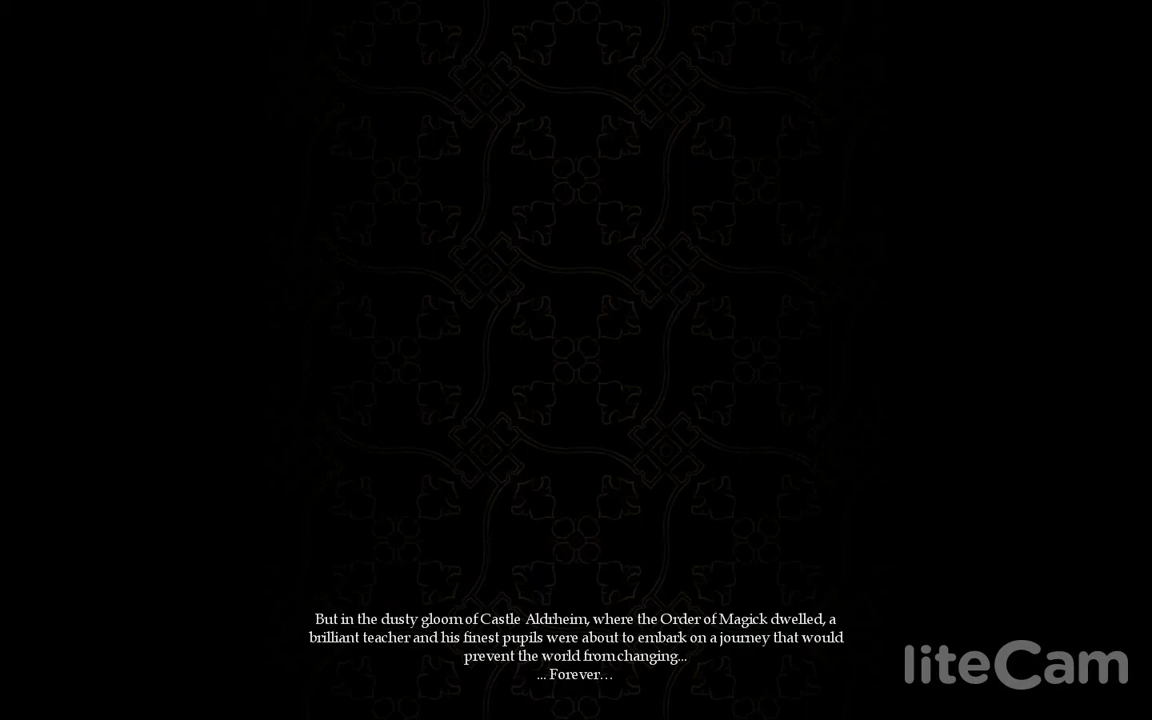 But in the dusty gloom of Castle Aldrheim, where the Order of Magick dwelled, a
brilliant teacher and his finest pupils were about to embark on a journey that would
prevent the world from changing...
... Forever...
liteCam